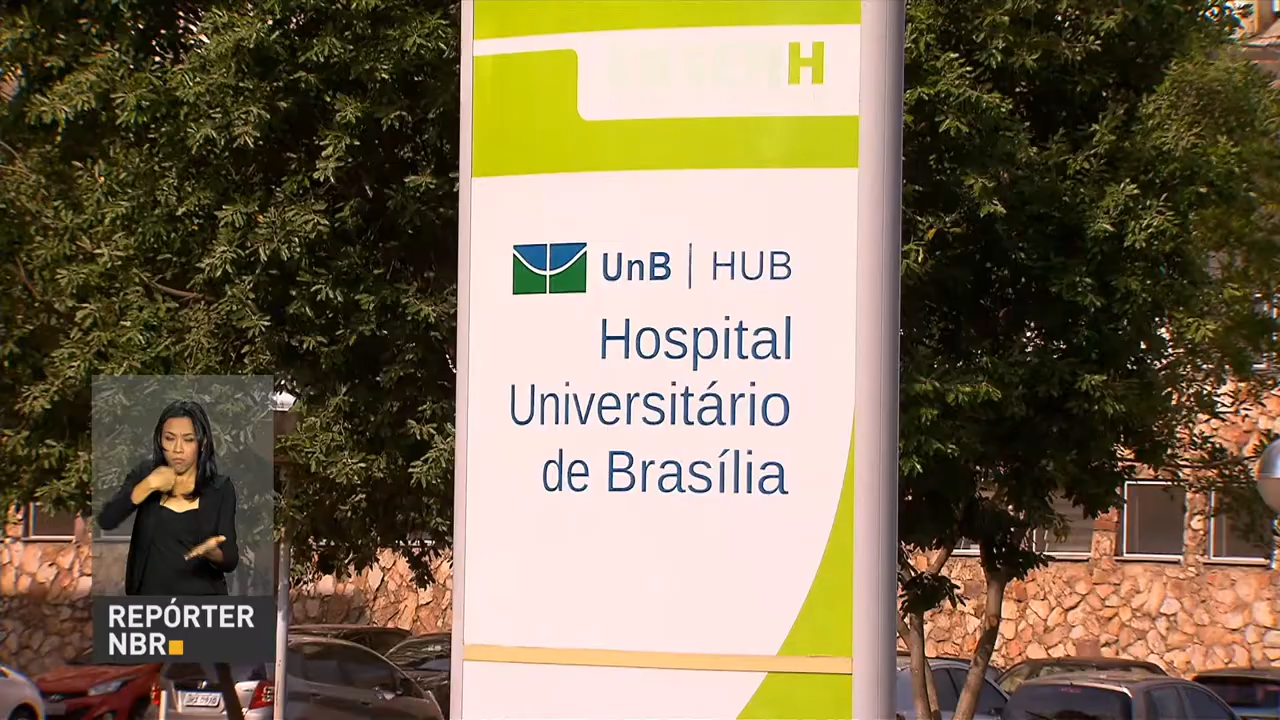 H
UnB | HUB
Hospital
Universitário
de Brasília
REPÓRTER
NBR